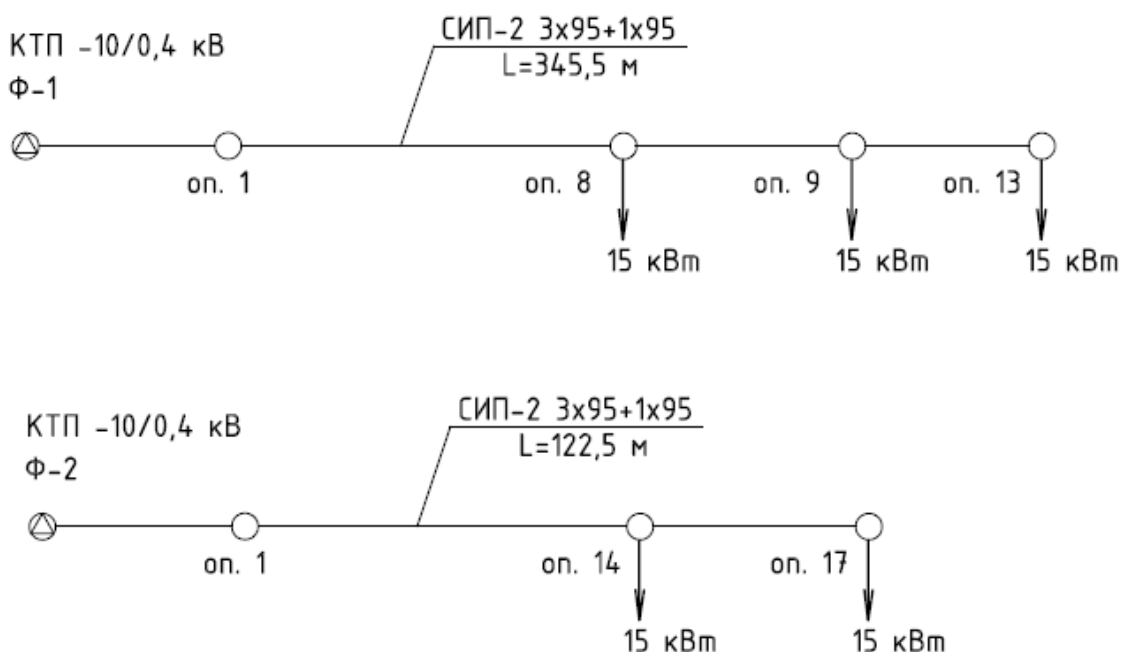 КТП -10/0,4 кВ
Ф-1
СИП-2 3х95+1х95
L=345,5 м
оп. 1
оп. 8
оп. 9
оп. 13
15 кВт
15 кВт
15 кВт
КТП -10/0,4 кВ
Ф-2
СИП-2 3х95+1х95
L=122,5 м
оп. 1
оп. 14
оп. 17
15 кВт
15 кВт